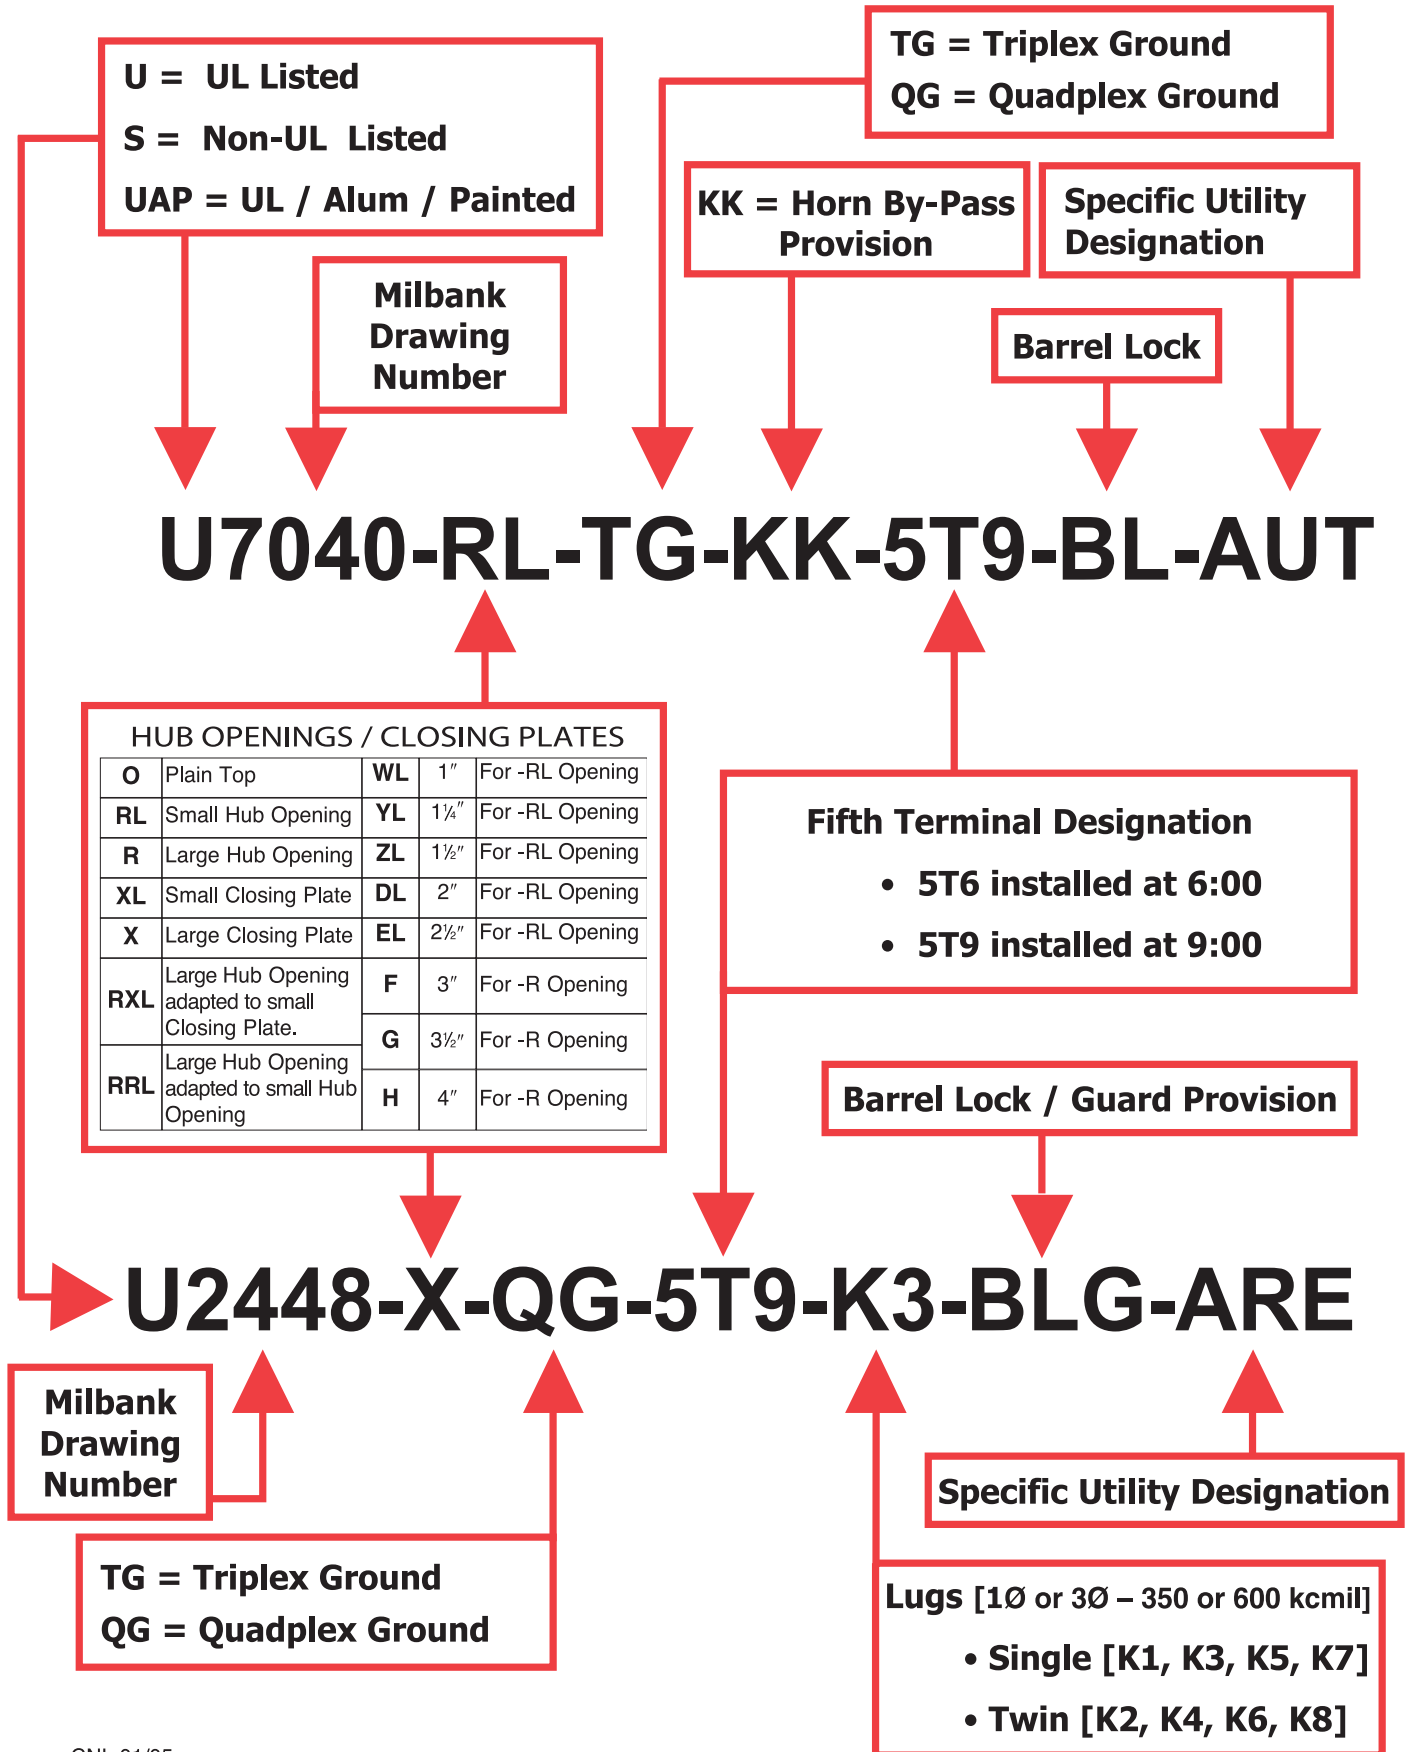 U = UL Listed
S = Non-UL Listed
UAP = UL / Alum / Painted
TG = Triplex Ground
QG = Quadplex Ground
Milbank
Drawing
Number
KK = Horn By-Pass
Provision
Specific Utility
Designation
Barrel Lock
U7040-RL-TG-KK-5T9-BL-AUT
HUB OPENINGS / CLOSING PLATES
O Plain Top WL 1″ For -RL Opening
RL Small Hub Opening YL 1¼″ For -RL Opening
R Large Hub Opening ZL 1½″ For -RL Opening
XL Small Closing Plate DL 2″ For -RL Opening
X Large Closing Plate EL 2½″ For -RL Opening
RXL Large Hub Opening
adapted to small
Closing Plate.
F 3″ For -R Opening
G 3½″ For -R Opening
RRL Large Hub Opening
adapted to small Hub
Opening
H 4″ For -R Opening
Fifth Terminal Designation
• 5T6 installed at 6:00
• 5T9 installed at 9:00
Barrel Lock / Guard Provision
U2448-X-QG-5T9-K3-BLG-ARE
Milbank
Drawing
Number
TG = Triplex Ground
QG = Quadplex Ground
Specific Utility Designation
Lugs [1Ø or 3Ø – 350 or 600 kcmil]
• Single [K1, K3, K5, K7]
• Twin [K2, K4, K6, K8]